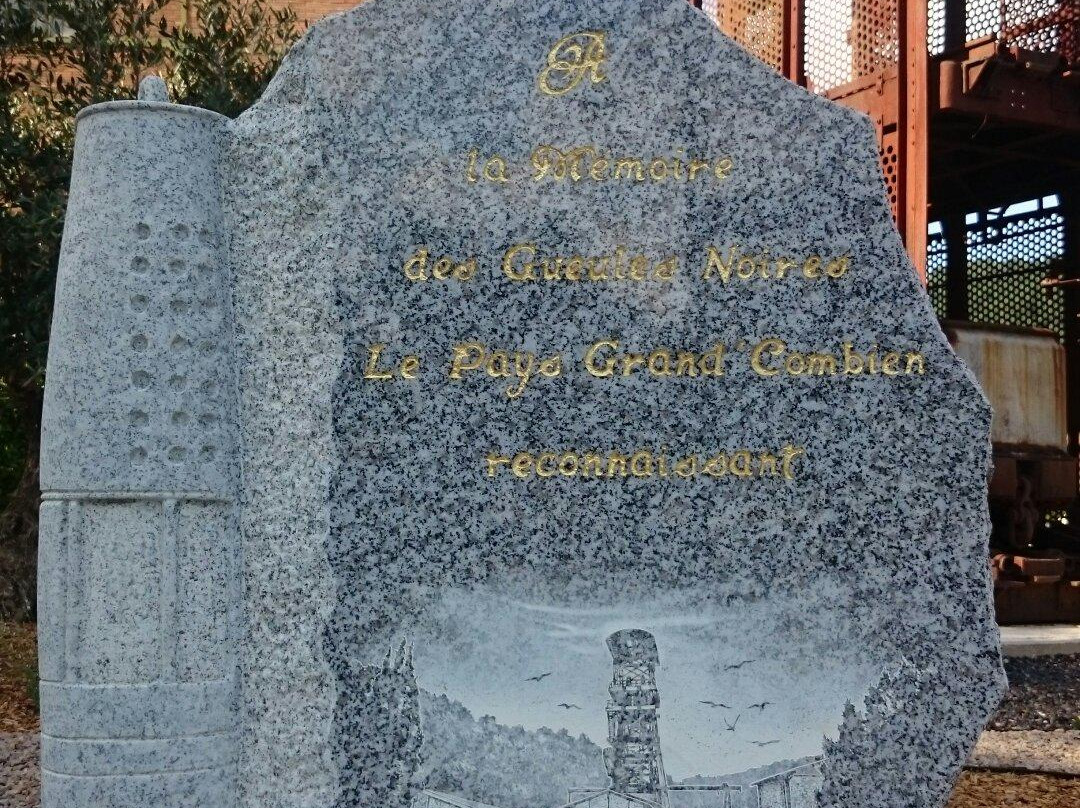 A
la Mémoire
des Gueules Noires
Le Pays Grand'Combien
reconnaissant